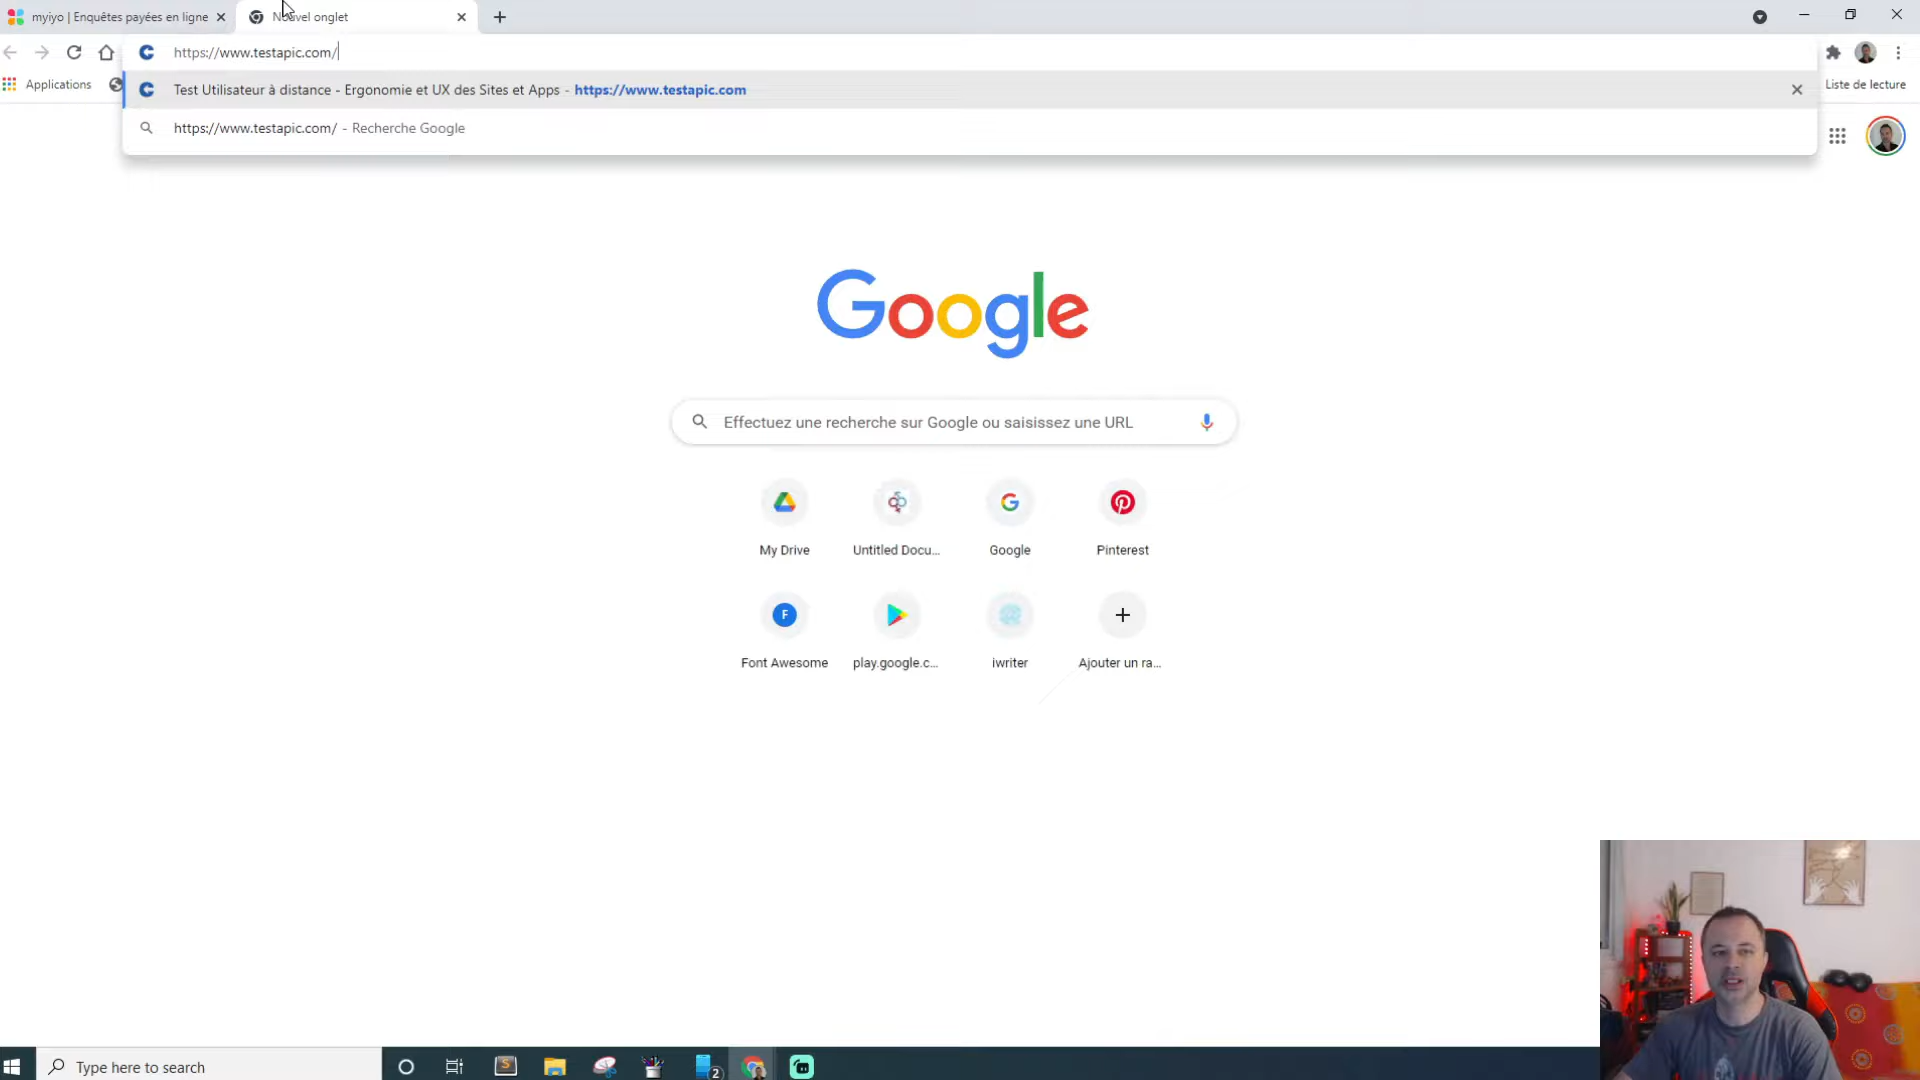 myiyo | Enquêtes payées en ligne
Nouvel onglet
https://www.testapic.com/
Applications
Test Utilisateur à distance - Ergonomie et UX des Sites et Apps - https://www.testapic.com
Liste de lecture
https://www.testapic.com/ - Recherche Google
Google
Effectuez une recherche sur Google ou saisissez une URL
My Drive
Untitled Docu...
Google
Pinterest
F
Font Awesome
play.google.c...
iwriter
Ajouter un ra...
Type here to search
S
2